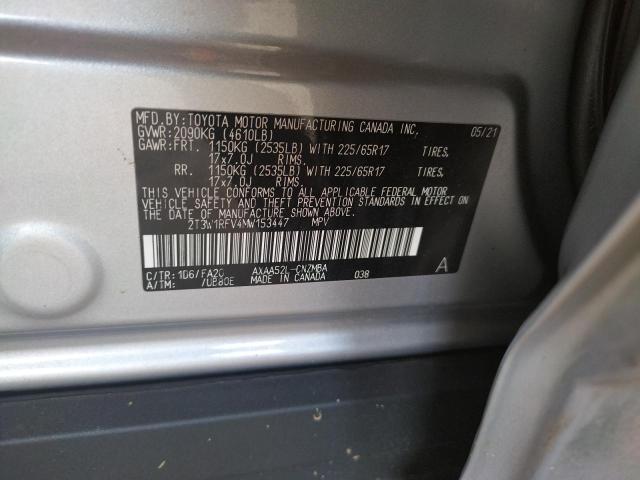 MFD. BY: TOYOTA MOTOR MANUFACTURING CANADA INC. 05/21
GVWR: 2090KG (4610LB)
GAWR: FRT. 1150KG (2535LB) WITH 225/65R17 TIRES,
17x7.0J RIMS.
RR. 1150KG (2535LB) WITH 225/65R17 TIRES,
17x7.0J RIMS.
THIS VEHICLE CONFORMS TO ALL APPLICABLE FEDERAL MOTOR
VEHICLE SAFETY AND THEFT PREVENTION STANDARDS IN EFFECT ON
THE DATE OF MANUFACTURE SHOWN ABOVE.
2T3W1RFV4MW153447 MPV
C/TR: 1D6/FA20 AXAA52L-CNZMBA A
A/TM: MADE IN CANADA 038